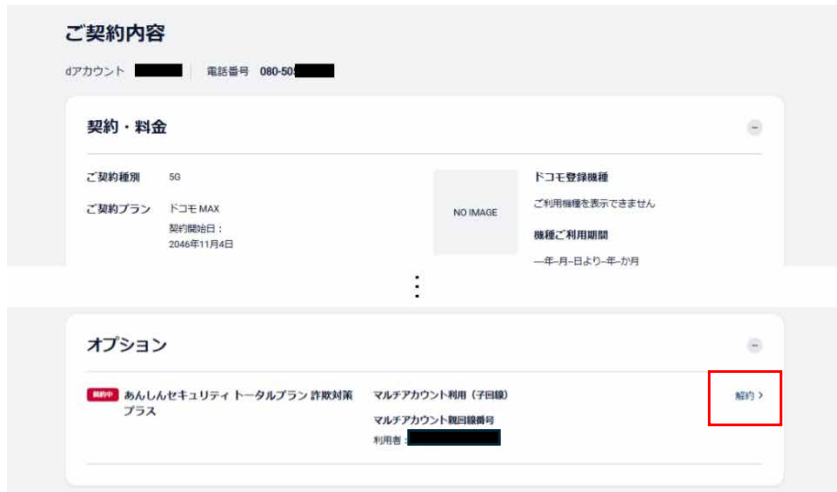 ご契約内容
dアカウント 電話番号 080-50
契約・料金
ご契約種別 5G
ご契約プラン ドコモ MAX
契約開始日：
2046年11月4日
NO IMAGE
ドコモ登録機種
ご利用機種を表示できません
機種ご利用期間
―年-月-日より-年-か月
⋮
オプション
契約中 あんしんセキュリティ トータルプラン 詐欺対策
プラス
マルチアカウント利用（子回線）
マルチアカウント親回線番号
利用者：
解約 >